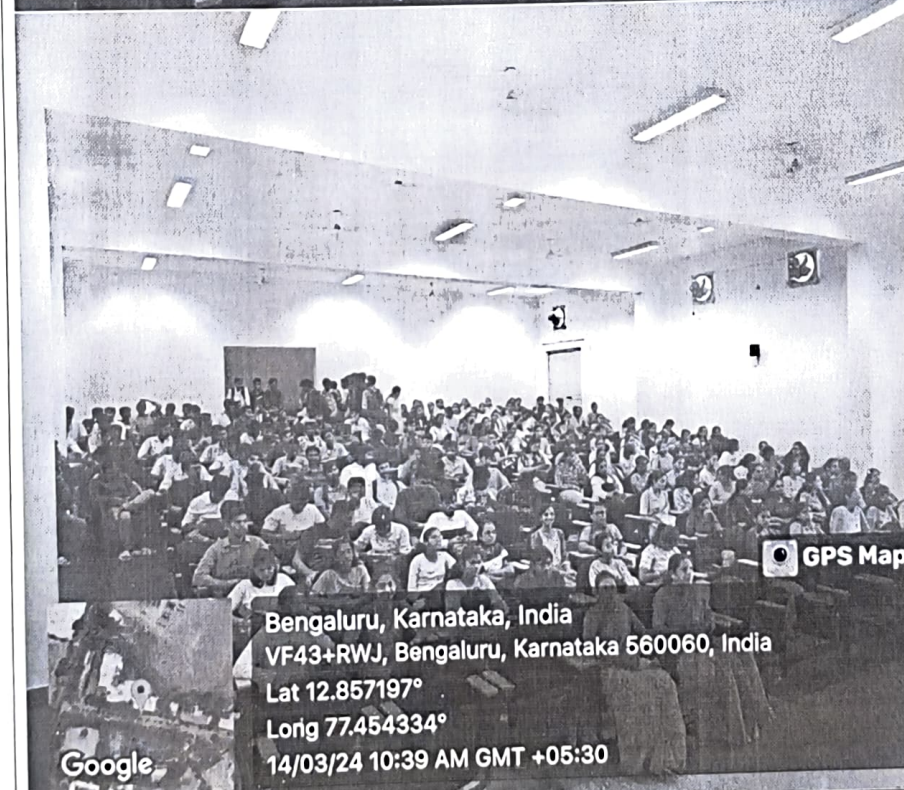 GPS Map
Bengaluru, Karnataka, India
VF43+RWJ, Bengaluru, Karnataka 560060, India
Lat 12.857197°
Long 77.454334°
14/03/24 10:39 AM GMT +05:30
Google